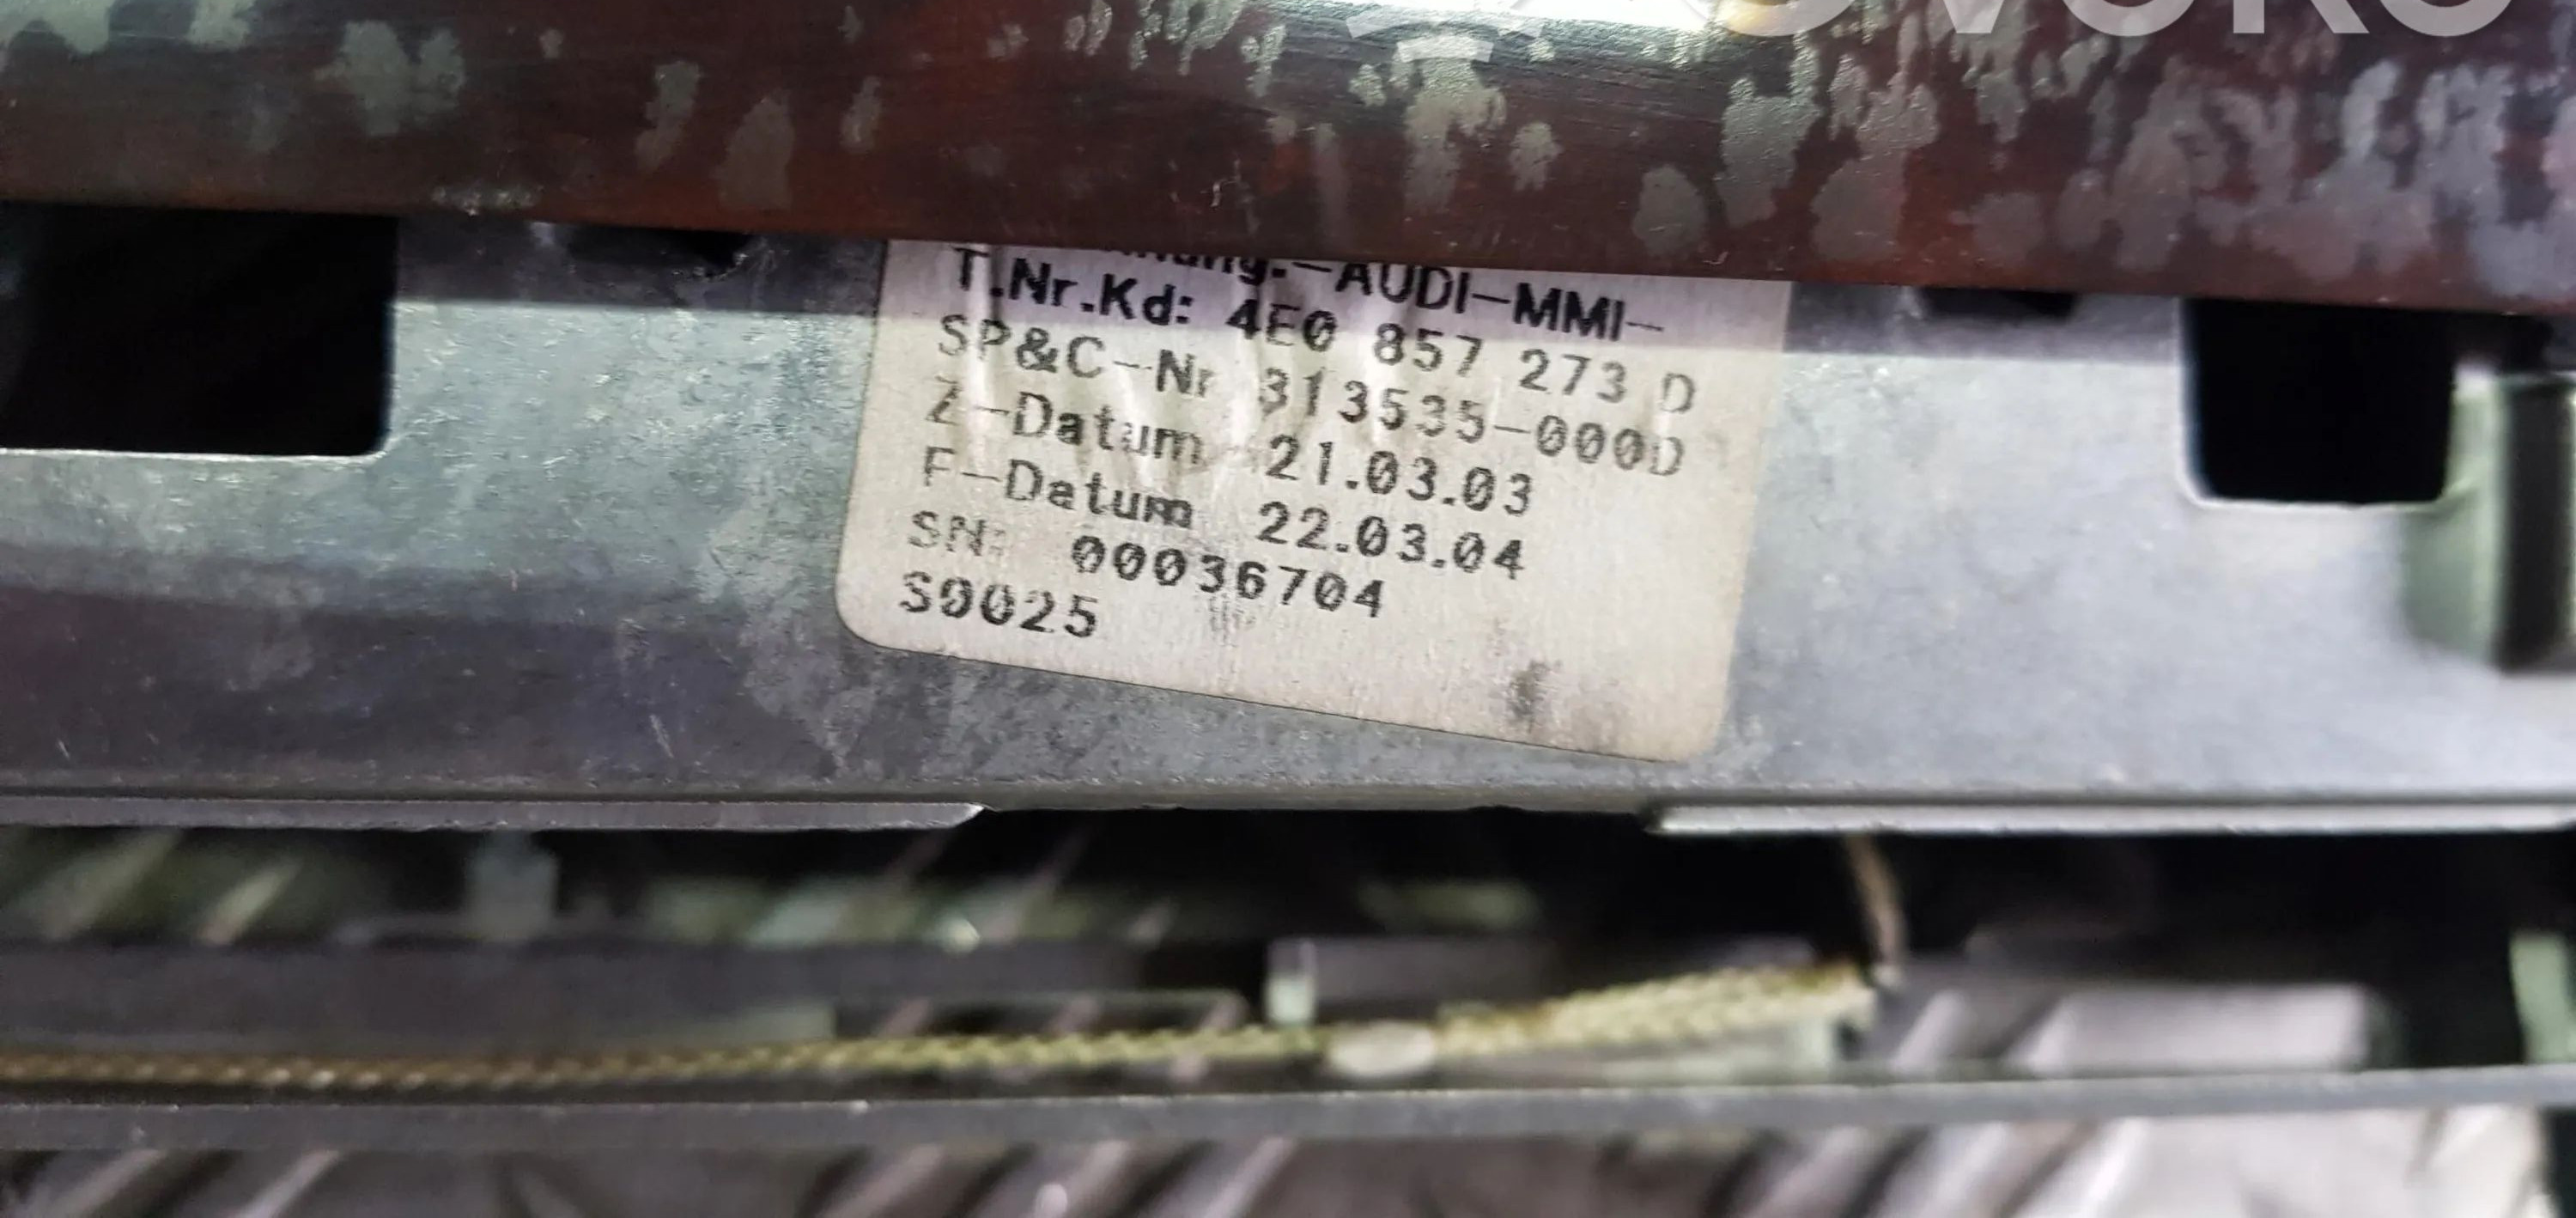 -AUDI-MMI-
T.Nr.Kd: 4E0 857 273 D
SP&C-Nr 313535-000D
Z-Datum 21.03.03
F-Datum 22.03.04
SN: 00036704
S0025